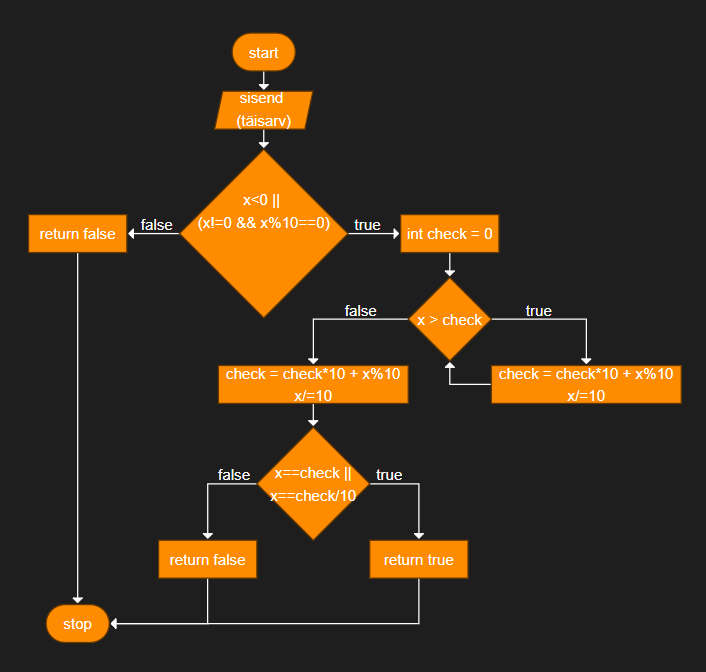 start
sisend
(täisarv)
x<0 ||
(x!=0 && x%10==0)
false
true
return false
int check = 0
x > check
false
true
check = check*10 + x%10
x/=10
check = check*10 + x%10
x/=10
x==check ||
x==check/10
false
true
return false
return true
stop